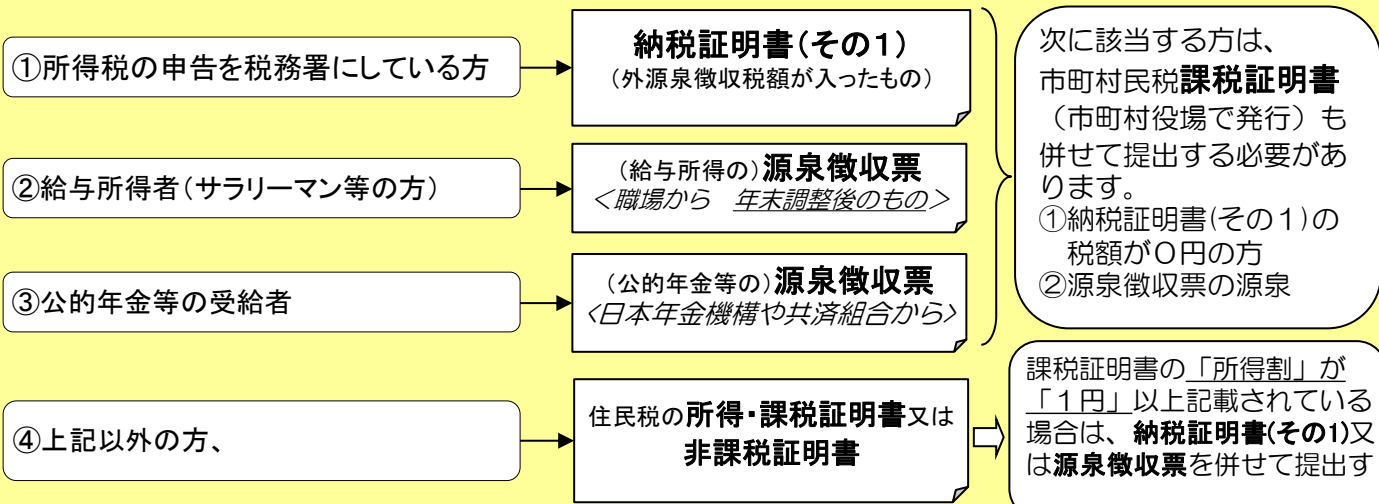 ①所得税の申告を税務署にしている方
納税証明書(その1)
(外源泉徴収税額が入ったもの)
②給与所得者(サラリーマン等の方)
(給与所得の)源泉徴収票
<職場から　年末調整後のもの>
③公的年金等の受給者
(公的年金等の)源泉徴収票
<日本年金機構や共済組合から>
次に該当する方は、
市町村民税課税証明書
(市町村役場で発行)も
併せて提出する必要があ
ります。
①納税証明書(その1)の
税額が0円の方
②源泉徴収票の源泉
④上記以外の方、
住民税の所得・課税証明書又は
非課税証明書
課税証明書の「所得割」が
「1円」以上記載されている
場合は、納税証明書(その1)又
は源泉徴収票を併せて提出す